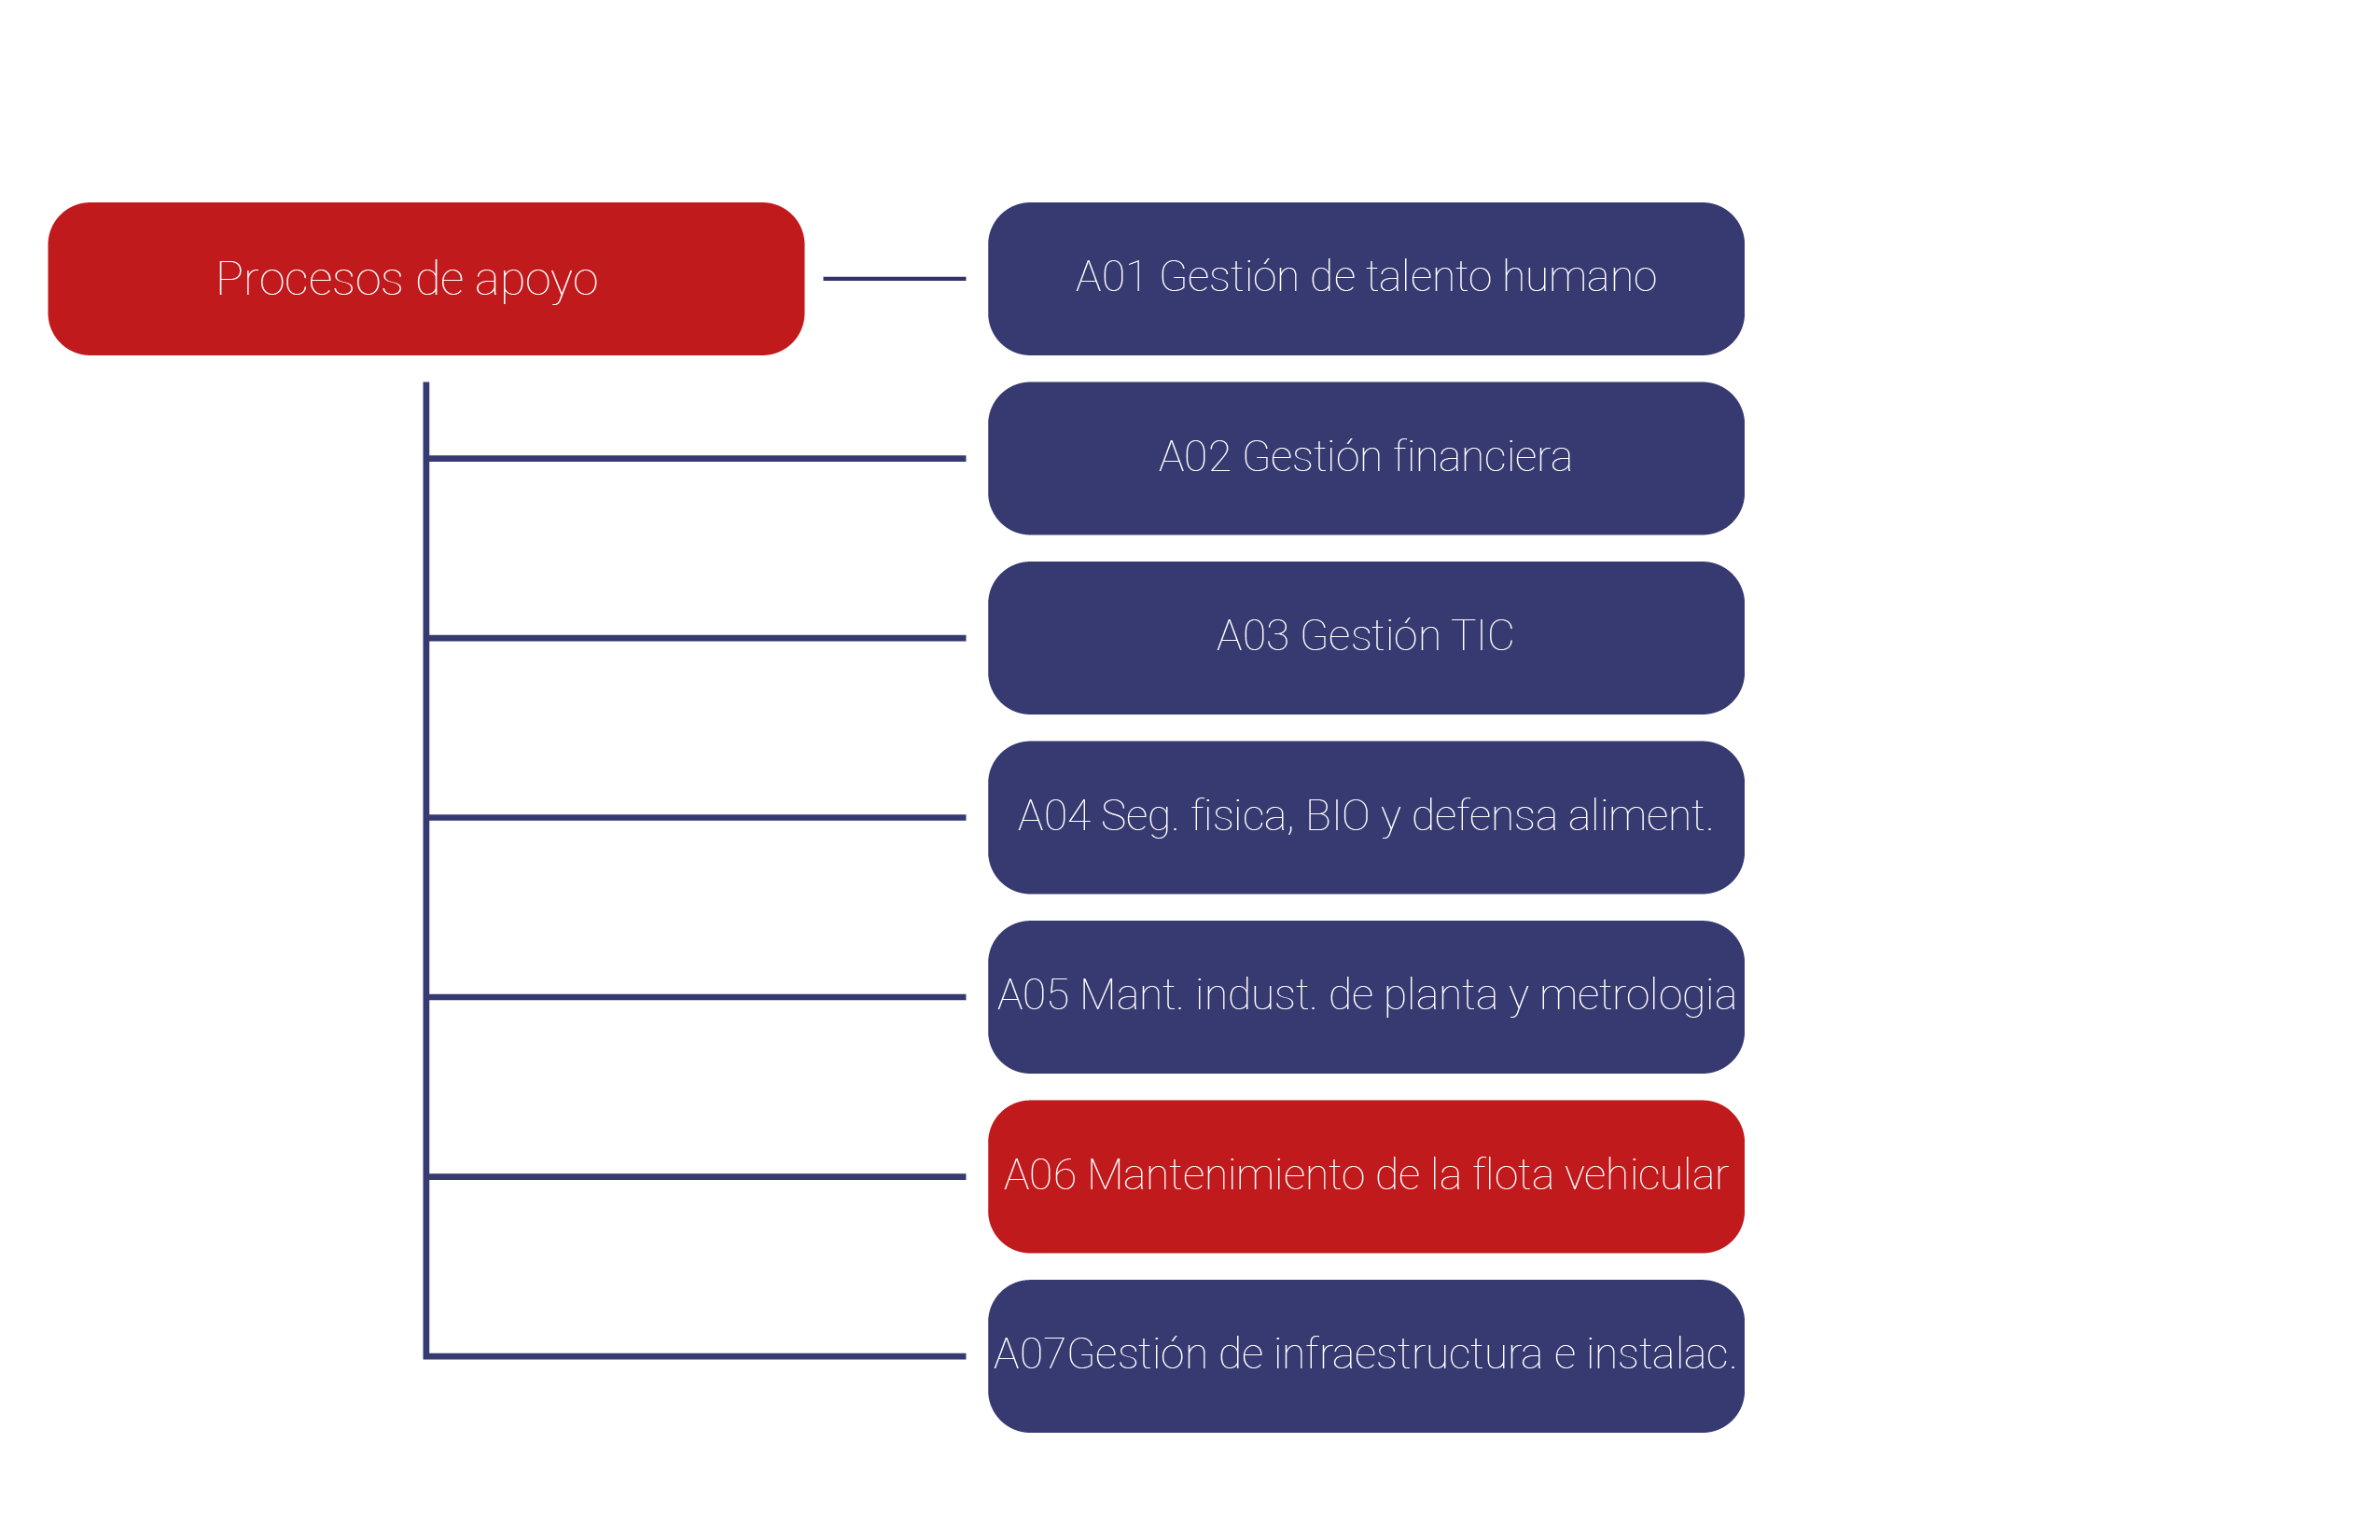 Procesos de apoyo
A01 Gestión de talento humano
A02 Gestión financiera
A03 Gestión TIC
A04 Seg. fisica, BIO y defensa aliment.
A05 Mant. indust. de planta y metrologia
A06 Mantenimiento de la flota vehicular
A07Gestión de infraestructura e instalac.